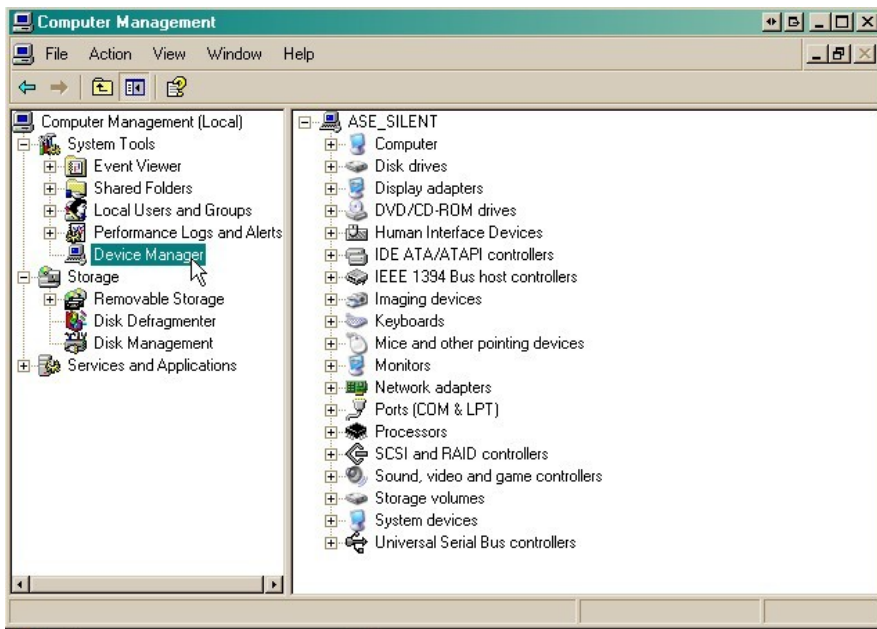 Computer Management
File Action View Window Help
Computer Management (Local)
System Tools
Event Viewer
Shared Folders
Local Users and Groups
Performance Logs and Alerts
Device Manager
Storage
Removable Storage
Disk Defragmenter
Disk Management
Services and Applications
ASE_SILENT
Computer
Disk drives
Display adapters
DVD/CD-ROM drives
Human Interface Devices
IDE ATA/ATAPI controllers
IEEE 1394 Bus host controllers
Imaging devices
Keyboards
Mice and other pointing devices
Monitors
Network adapters
Ports (COM & LPT)
Processors
SCSI and RAID controllers
Sound, video and game controllers
Storage volumes
System devices
Universal Serial Bus controllers